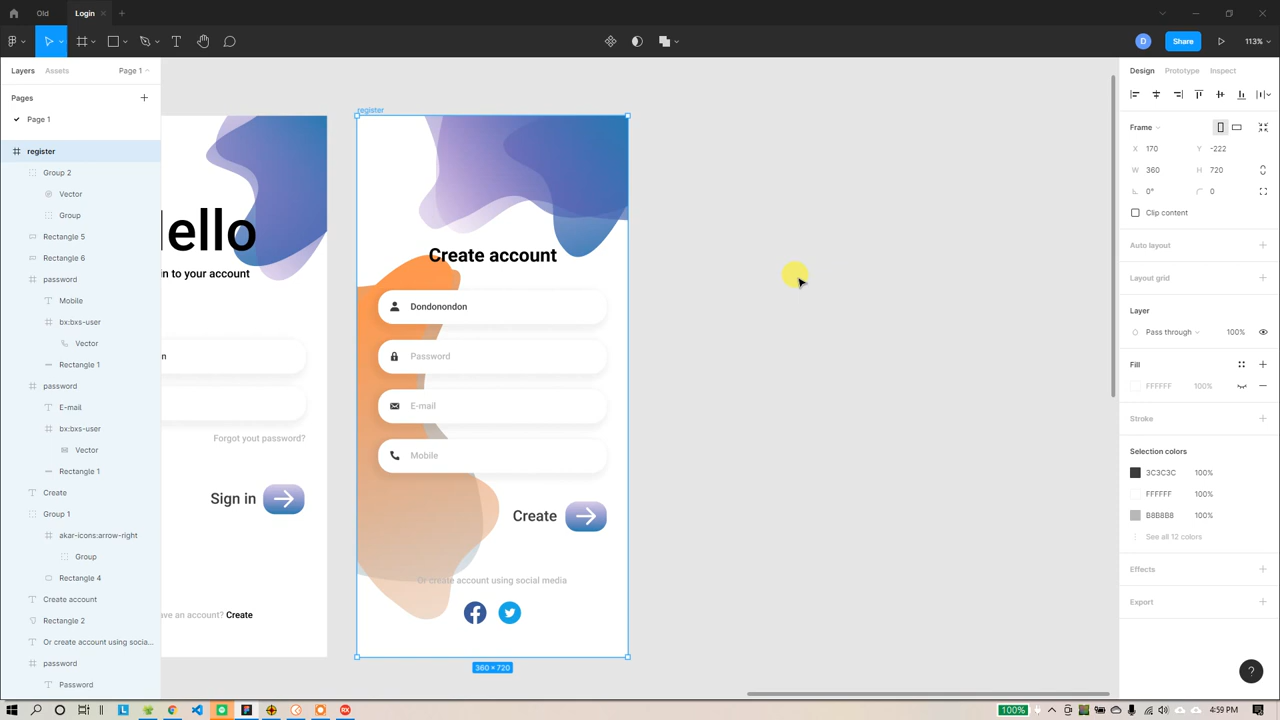 Old
Login
113%
D
Share
Layers
Assets
Page 1
Pages
Page 1
register
Group 2
Vector
Group
Rectangle 5
Rectangle 6
password
Mobile
bx:bxs-user
Vector
Rectangle 1
password
E-mail
bx:bxs-user
Vector
Rectangle 1
Create
Group 1
akar-icons:arrow-right
Group
Rectangle 4
Create account
Rectangle 2
Or create account using socia...
password
Password
ello
in to your account
n
Forgot yout password?
Sign in
ave an account? Create
register
Create account
Dondonondon
Password
E-mail
Mobile
Create
Or create account using social media
360 × 720
Design
Prototype
Inspect
Frame
X 170
Y -222
W 360
H 720
0°
0
Clip content
Auto layout
Layout grid
Layer
Pass through
100%
Fill
FFFFFF 100%
Stroke
Selection colors
3C3C3C 100%
FFFFFF 100%
B8B8B8 100%
See all 12 colors
Effects
Export
?
100%
4:59 PM